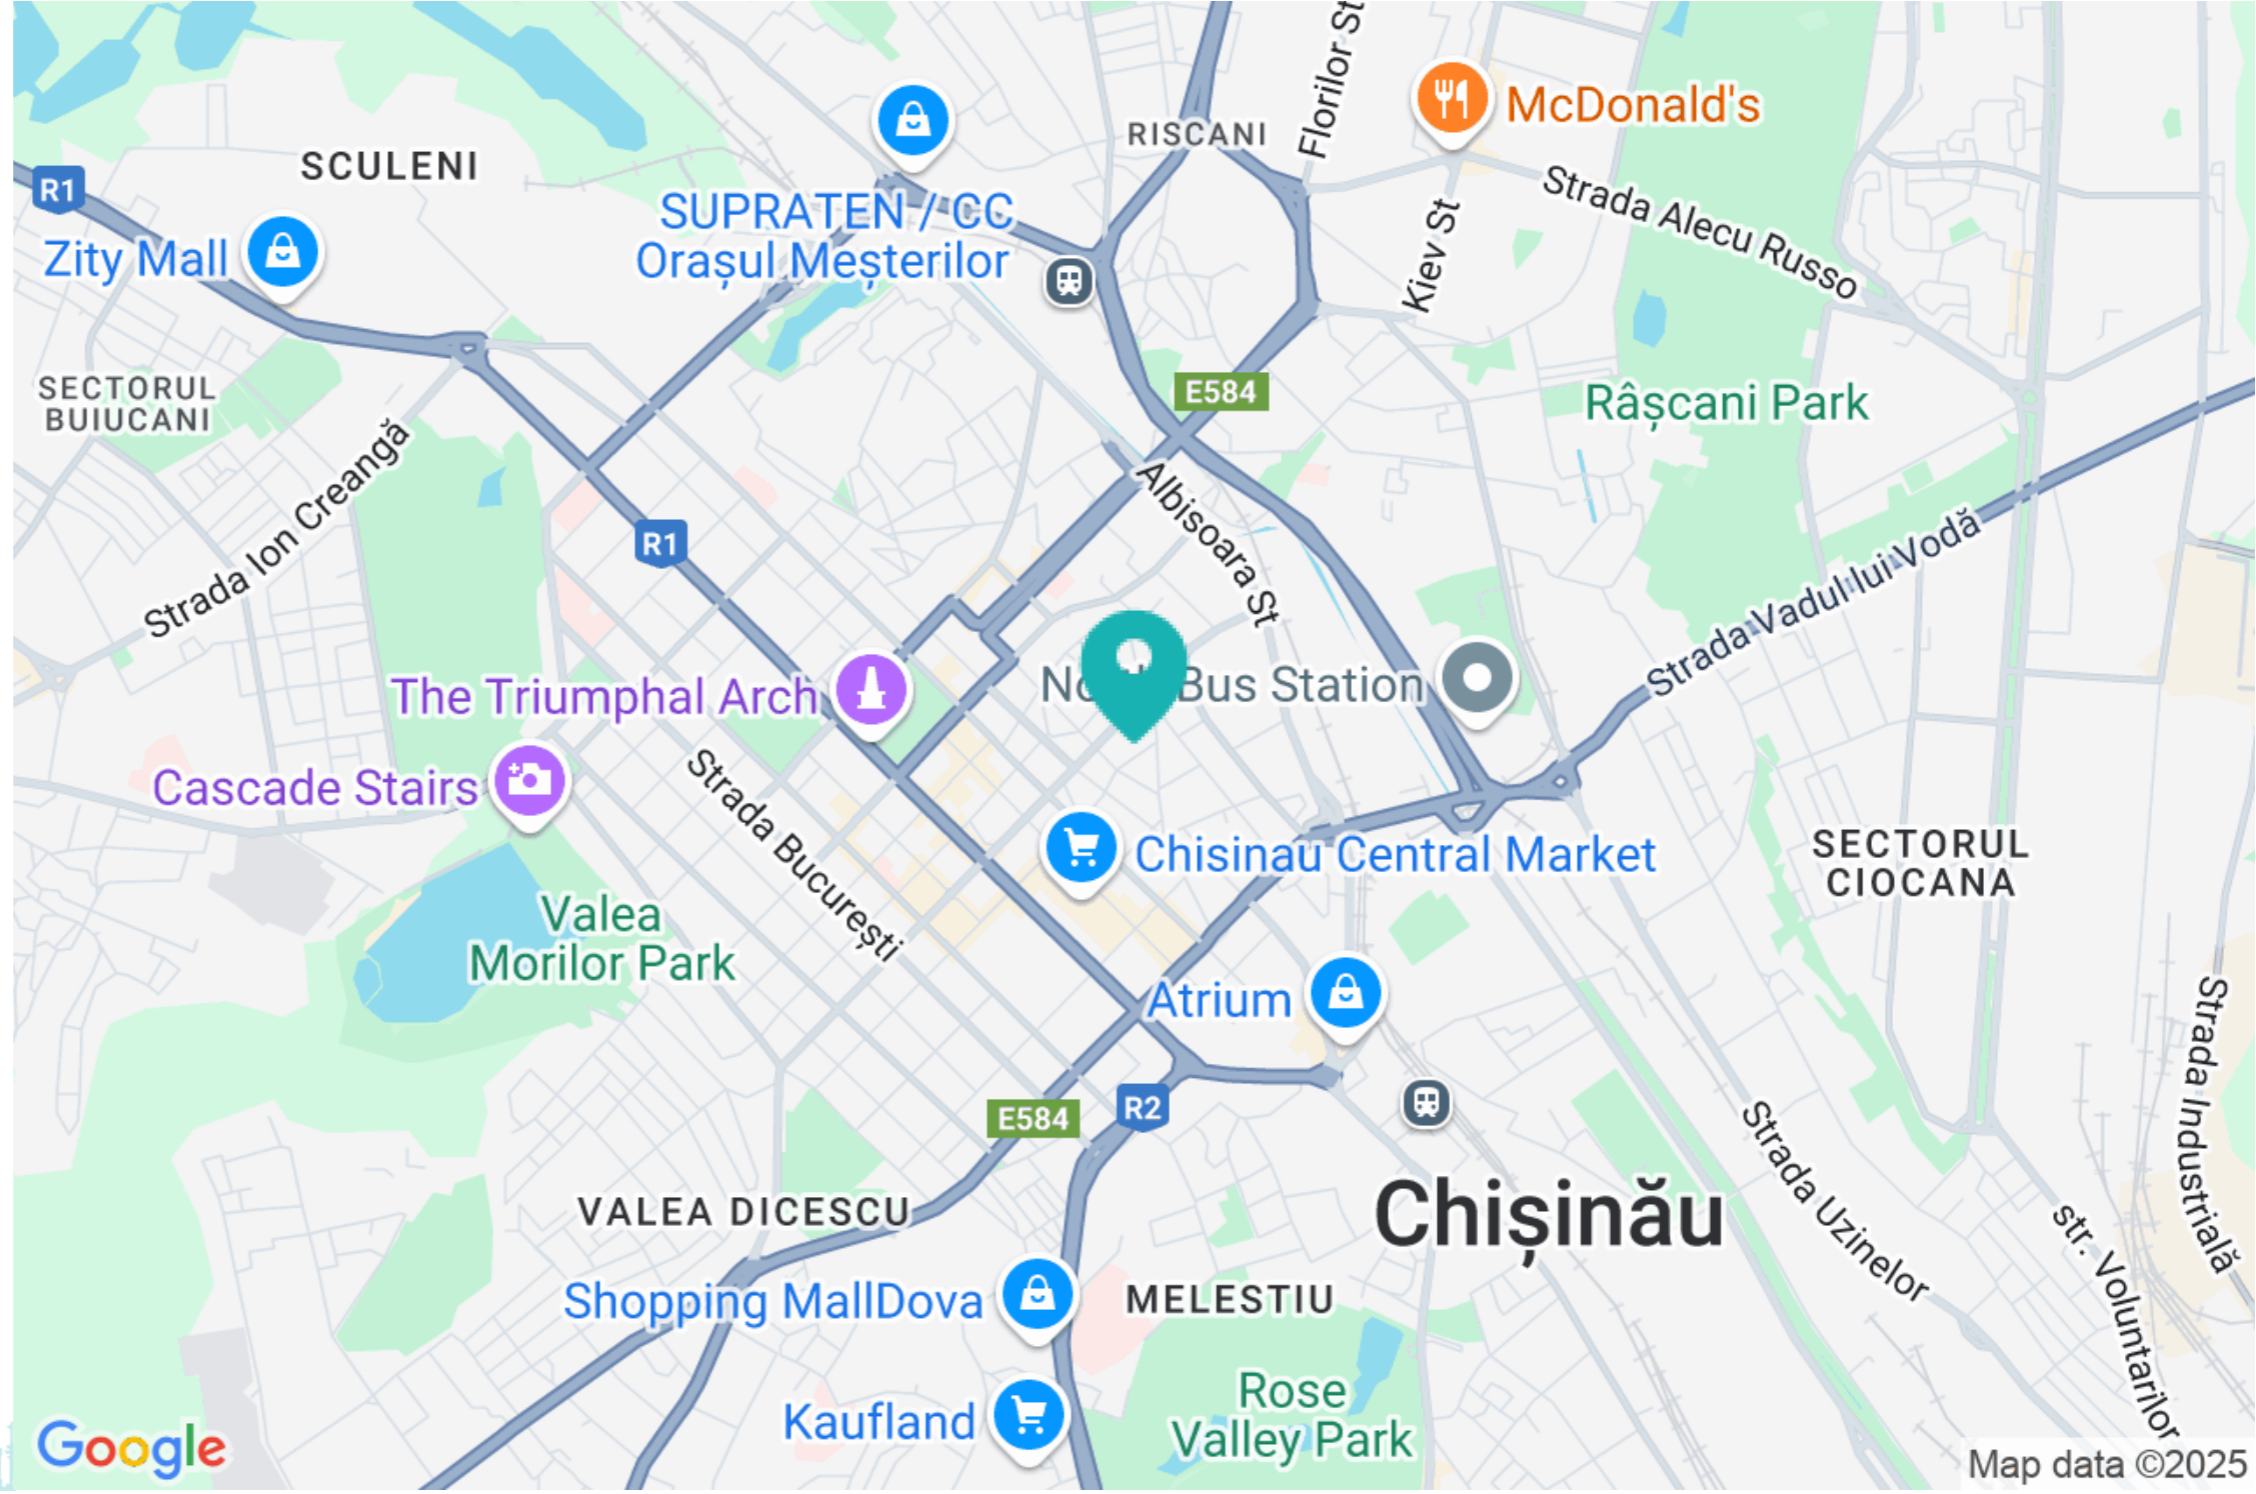 Florilor St
McDonald's
RISCANI
SCULENI
R1
SUPRATEN / CC
Orașul Meșterilor
Strada Alecu Russo
Zity Mall
Kiev St
SECTORUL
BUIUCANI
E584
Râșcani Park
Strada Ion Creangă
R1
Albisoara St
Strada Vadul lui Vodă
Bus Station
The Triumphal Arch
Cascade Stairs
Strada București
Chisinau Central Market
SECTORUL
CIOCANA
Valea
Morilor Park
Atrium
Strada Industrială
E584
R2
Strada Uzinelor
VALEA DICESCU
Chișinău
str. Voluntarilor
Shopping MallDova
MELESTIU
Rose
Valley Park
Kaufland
Google
Map data ©2025